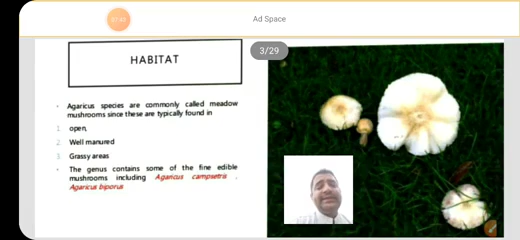 Ad Space
3/29
HABITAT
• Agaricus species are commonly called meadow
mushrooms since these are typically found in
1. open,
2. Well manured
3. Grassy areas
• The genus contains some of the fine edible
mushrooms including Agaricus campsetris ,
Agaricus biporus